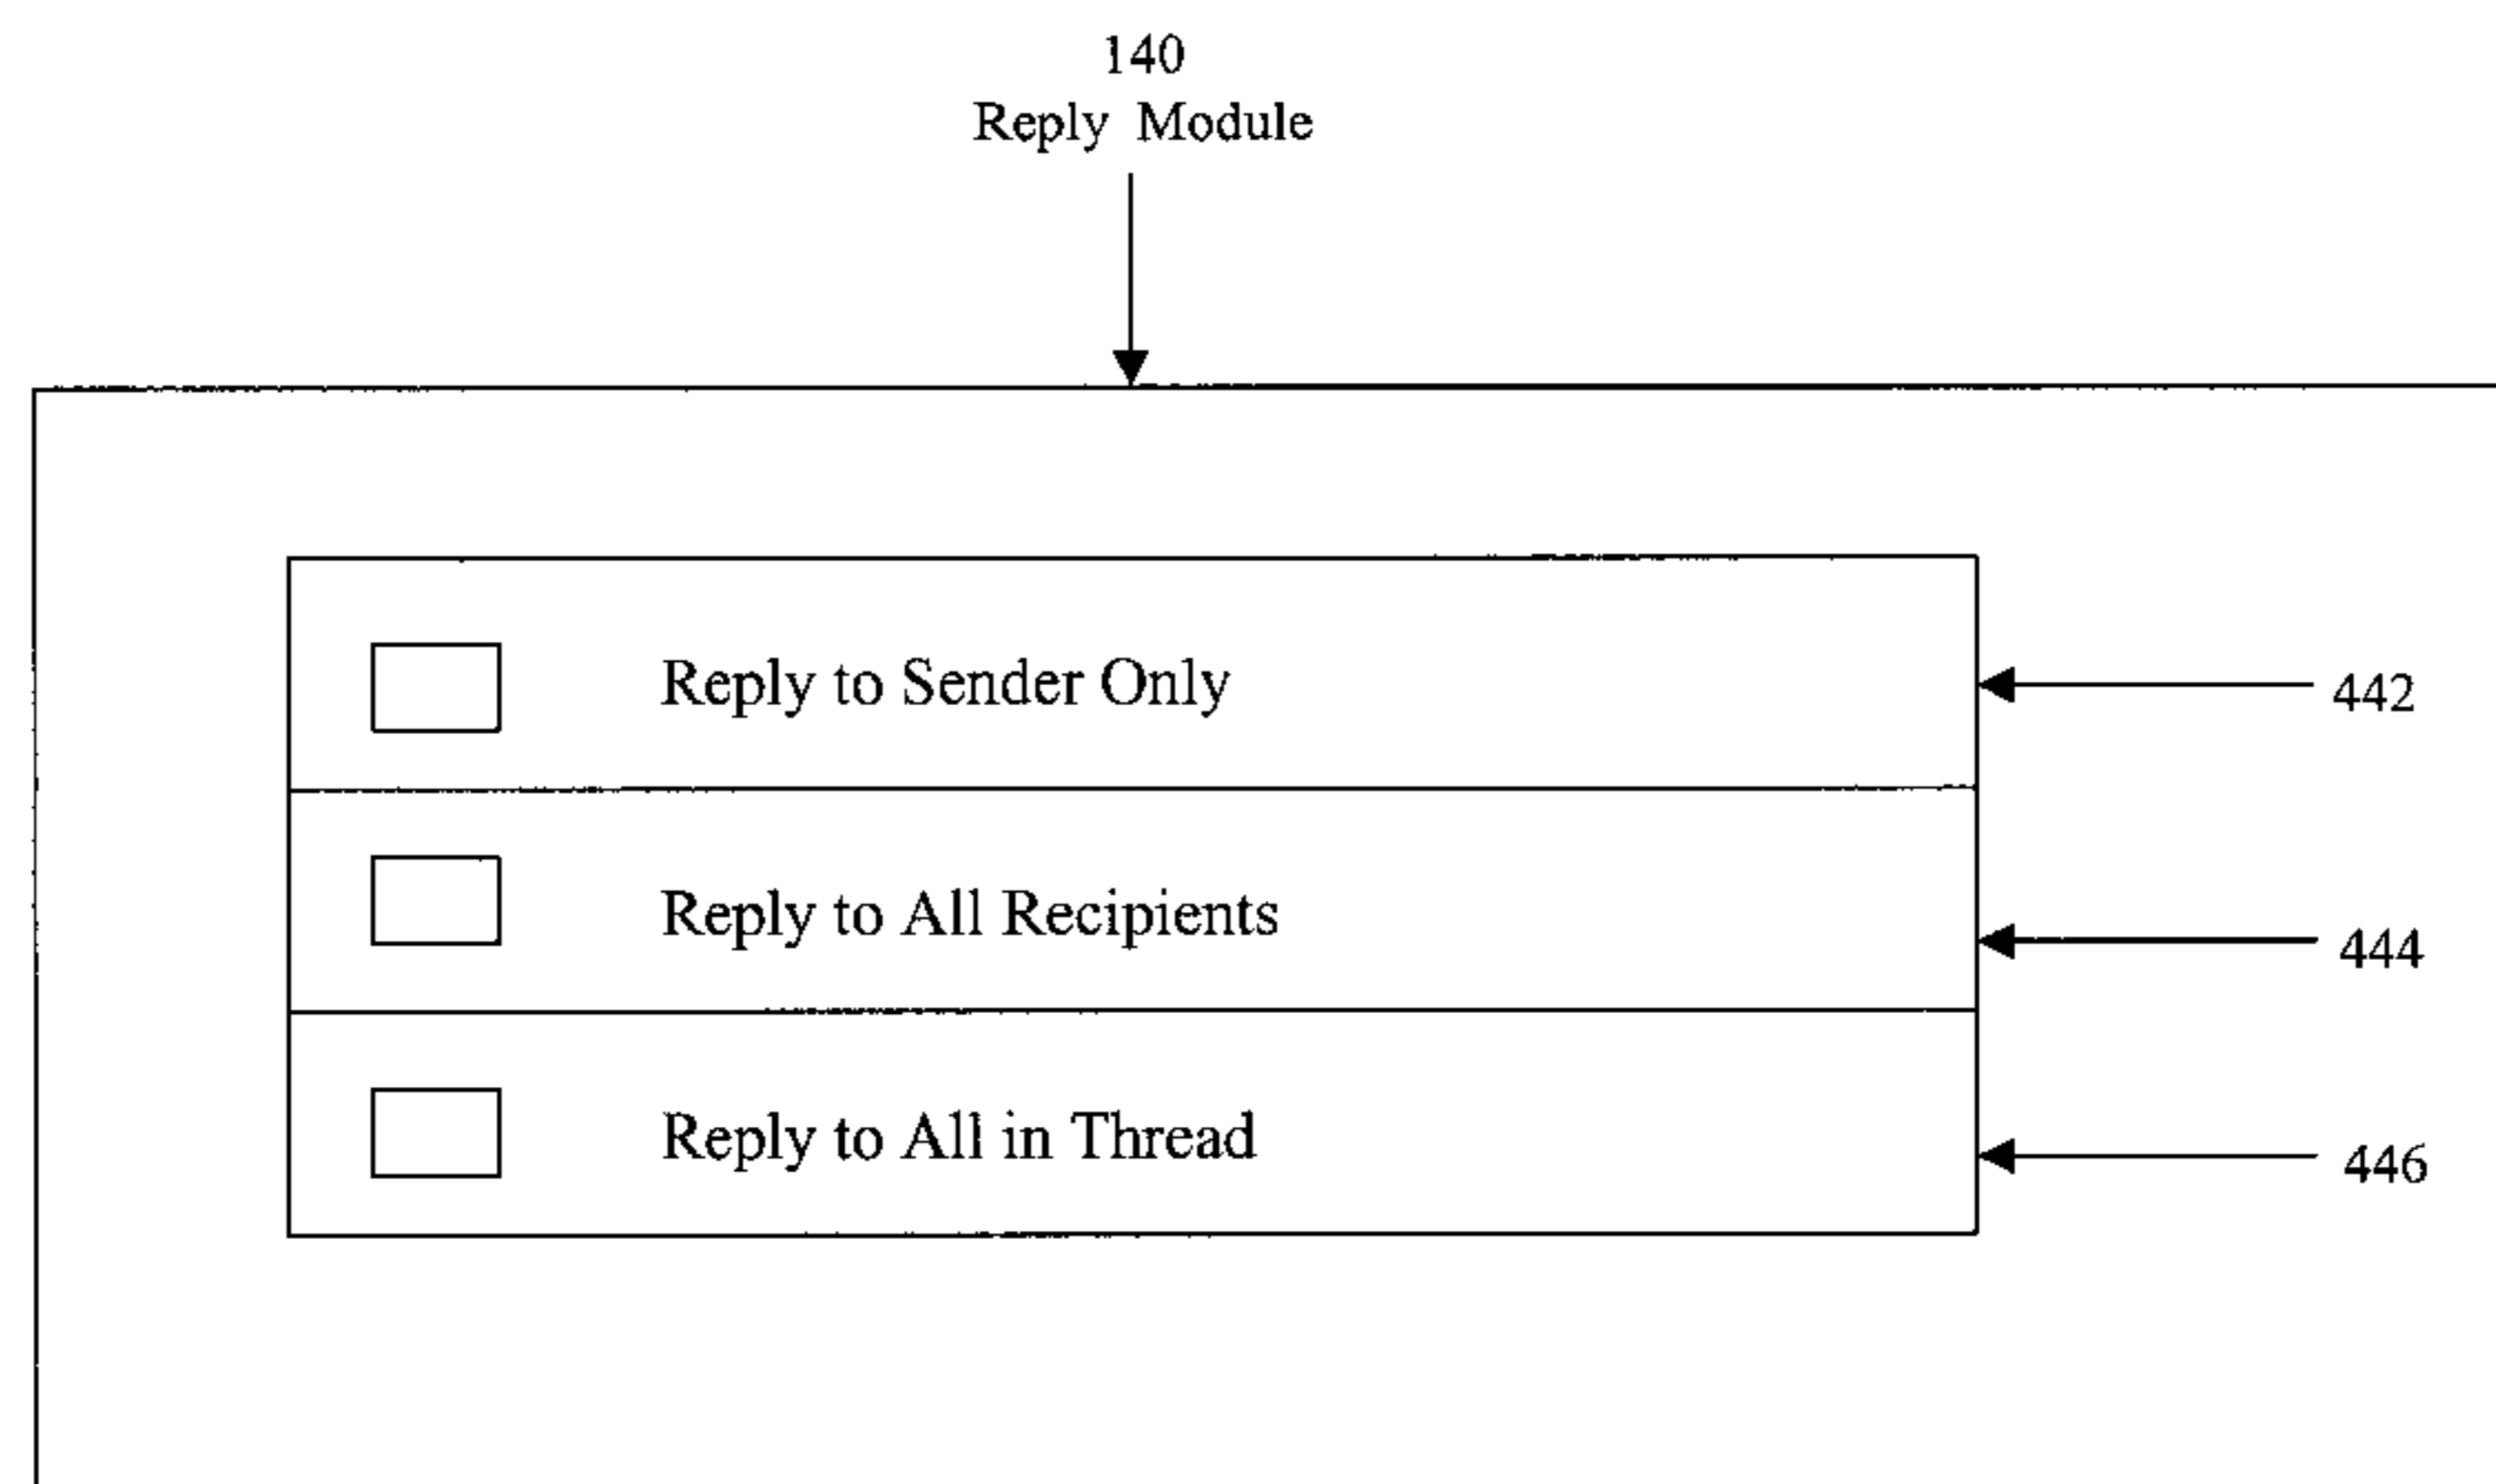 140
Reply Module
Reply to Sender Only
442
Reply to All Recipients
444
Reply to All in Thread
446